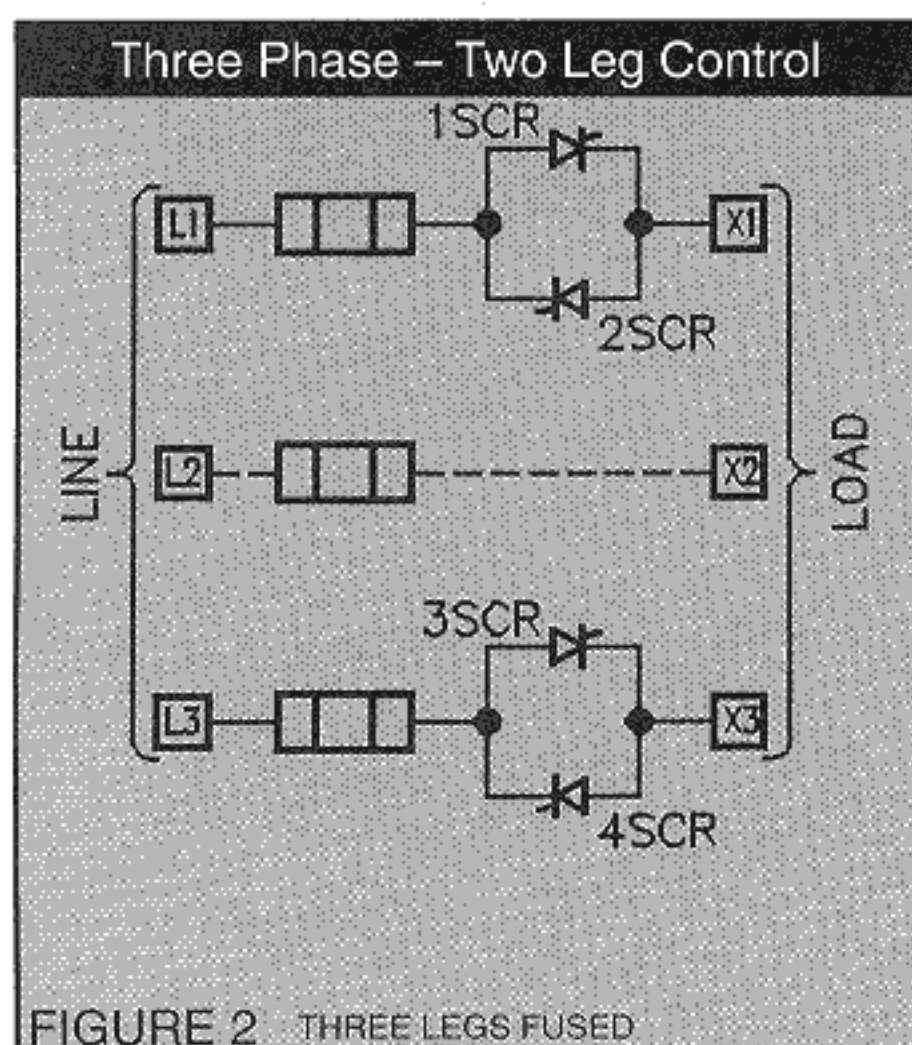 Three Phase – Two Leg Control
1SCR
L1
X1
2SCR
LINE
L2
X2
LOAD
3SCR
L3
X3
4SCR
FIGURE 2 THREE LEGS FUSED